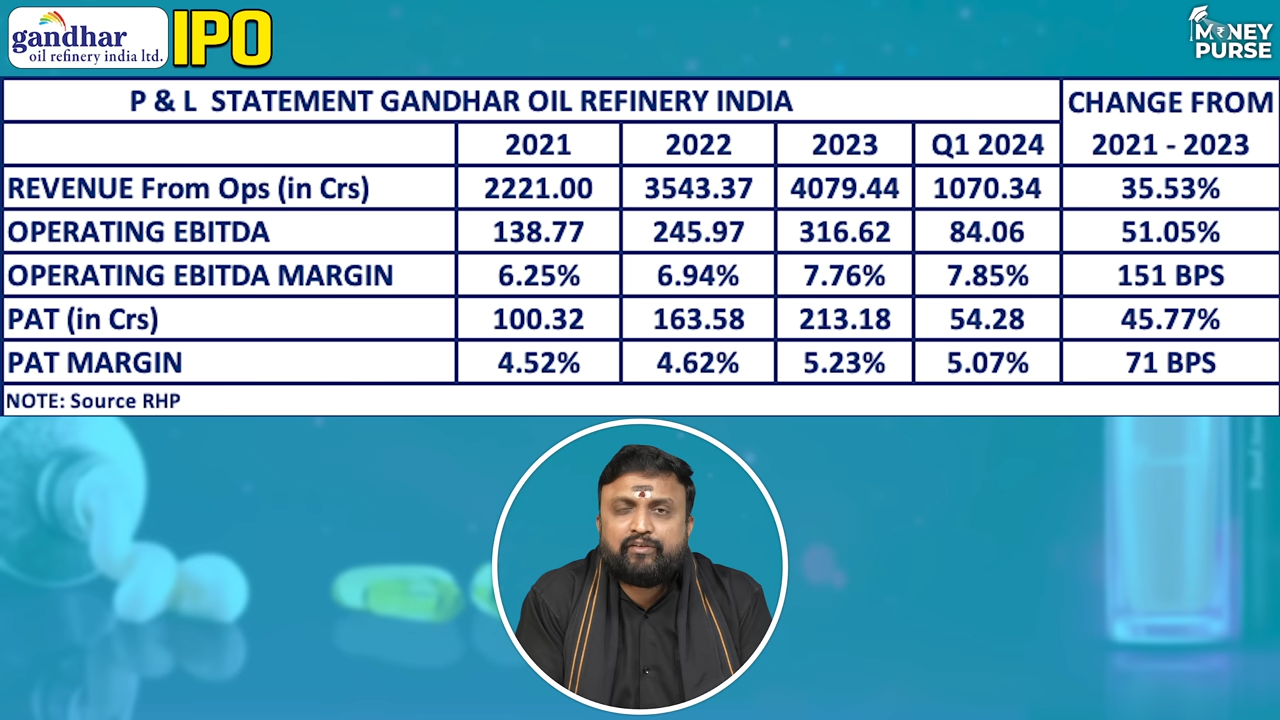 gandhar
oil refinery india ltd.
IPO
MONEY
PURSE
P & L STATEMENT GANDHAR OIL REFINERY INDIA
CHANGE FROM
2021 2022 2023 Q1 2024 2021 - 2023
REVENUE From Ops (in Crs) 2221.00 3543.37 4079.44 1070.34 35.53%
OPERATING EBITDA 138.77 245.97 316.62 84.06 51.05%
OPERATING EBITDA MARGIN 6.25% 6.94% 7.76% 7.85% 151 BPS
PAT (in Crs) 100.32 163.58 213.18 54.28 45.77%
PAT MARGIN 4.52% 4.62% 5.23% 5.07% 71 BPS
NOTE: Source RHP